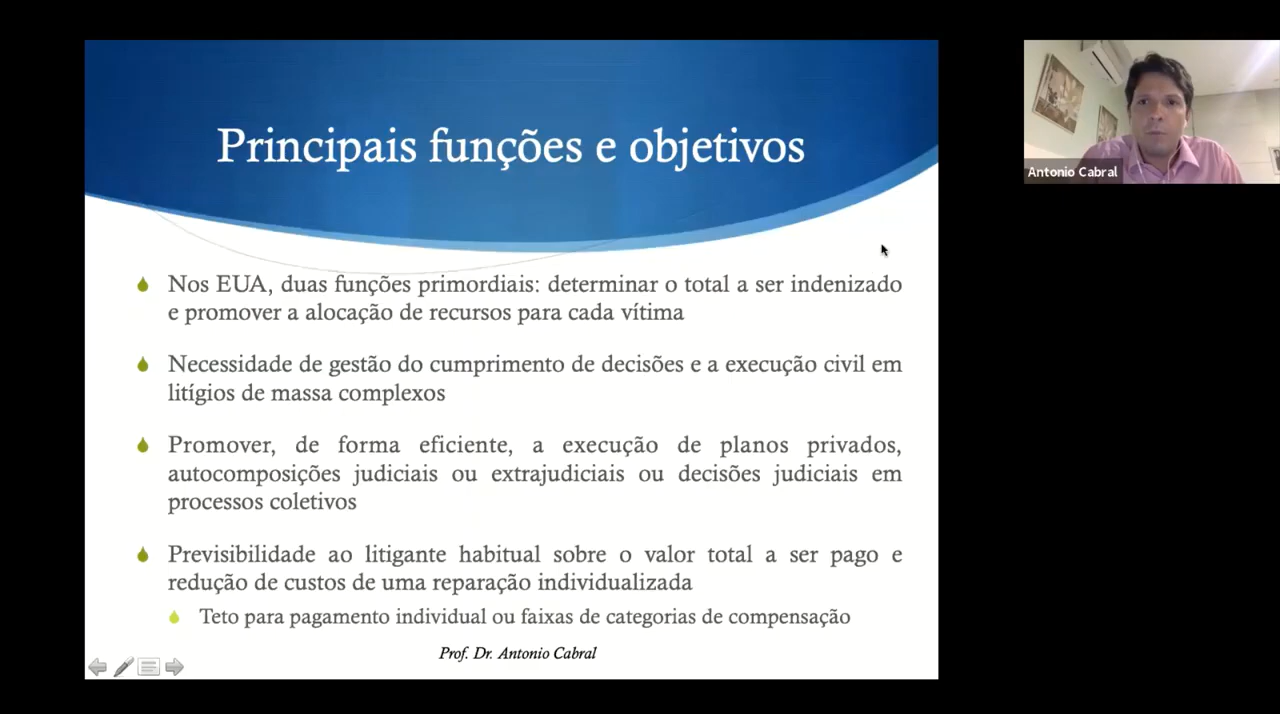 Principais funções e objetivos
Nos EUA, duas funções primordiais: determinar o total a ser indenizado
e promover a alocação de recursos para cada vítima
Necessidade de gestão do cumprimento de decisões e a execução civil em
litígios de massa complexos
Promover, de forma eficiente, a execução de planos privados,
autocomposições judiciais ou extrajudiciais ou decisões judiciais em
processos coletivos
Previsibilidade ao litigante habitual sobre o valor total a ser pago e
redução de custos de uma reparação individualizada
Teto para pagamento individual ou faixas de categorias de compensação
Prof. Dr. Antonio Cabral
Antonio Cabral